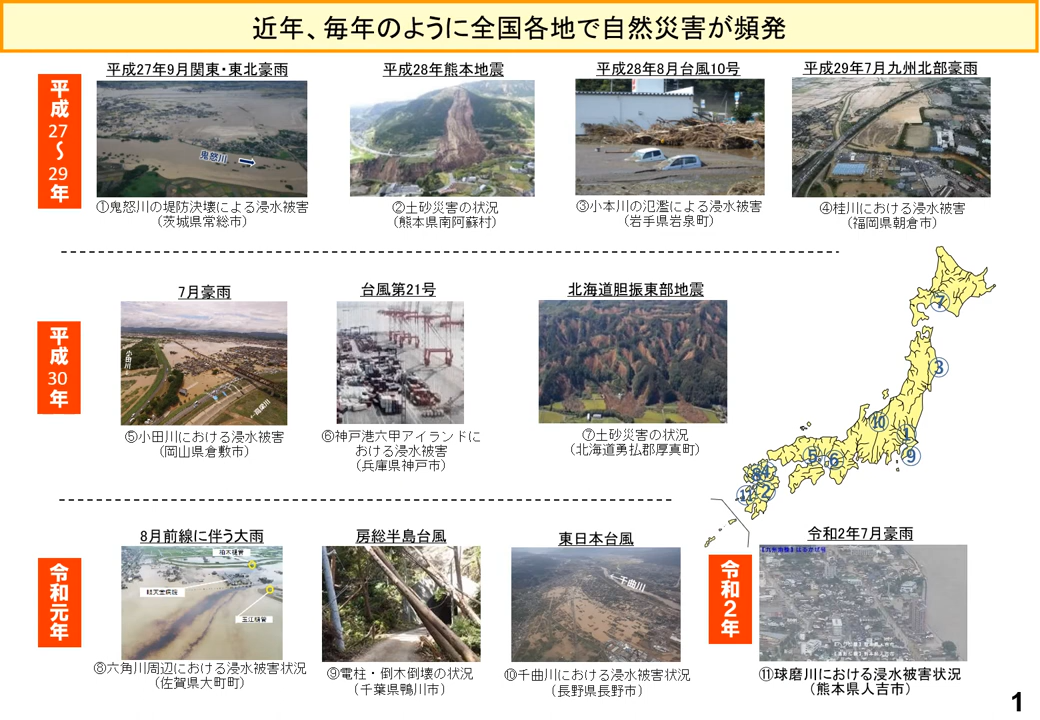 近年、毎年のように全国各地で自然災害が頻発
平成
27
～
29
年
平成27年9月関東・東北豪雨
鬼怒川
①鬼怒川の堤防決壊による浸水被害
（茨城県常総市）
平成28年熊本地震
②土砂災害の状況
（熊本県南阿蘇村）
平成28年8月台風10号
③小本川の氾濫による浸水被害
（岩手県岩泉町）
平成29年7月九州北部豪雨
④桂川における浸水被害
（福岡県朝倉市）
平成
30
年
7月豪雨
小田川
←高梁川
⑤小田川における浸水被害
（岡山県倉敷市）
台風第21号
⑥神戸港六甲アイランドに
おける浸水被害
（兵庫県神戸市）
北海道胆振東部地震
⑦土砂災害の状況
（北海道勇払郡厚真町）
⑦
③
⑩
①
⑨
⑤
⑥
⑧
④
②
⑪
令和元年
8月前線に伴う大雨
順天堂病院
⑧六角川周辺における浸水被害状況
（佐賀県大町町）
房総半島台風
⑨電柱・倒木倒壊の状況
（千葉県鴨川市）
東日本台風
千曲川
⑩千曲川における浸水被害状況
（長野県長野市）
令和２年
令和2年7月豪雨
⑪球磨川における浸水被害状況
（熊本県人吉市）
1